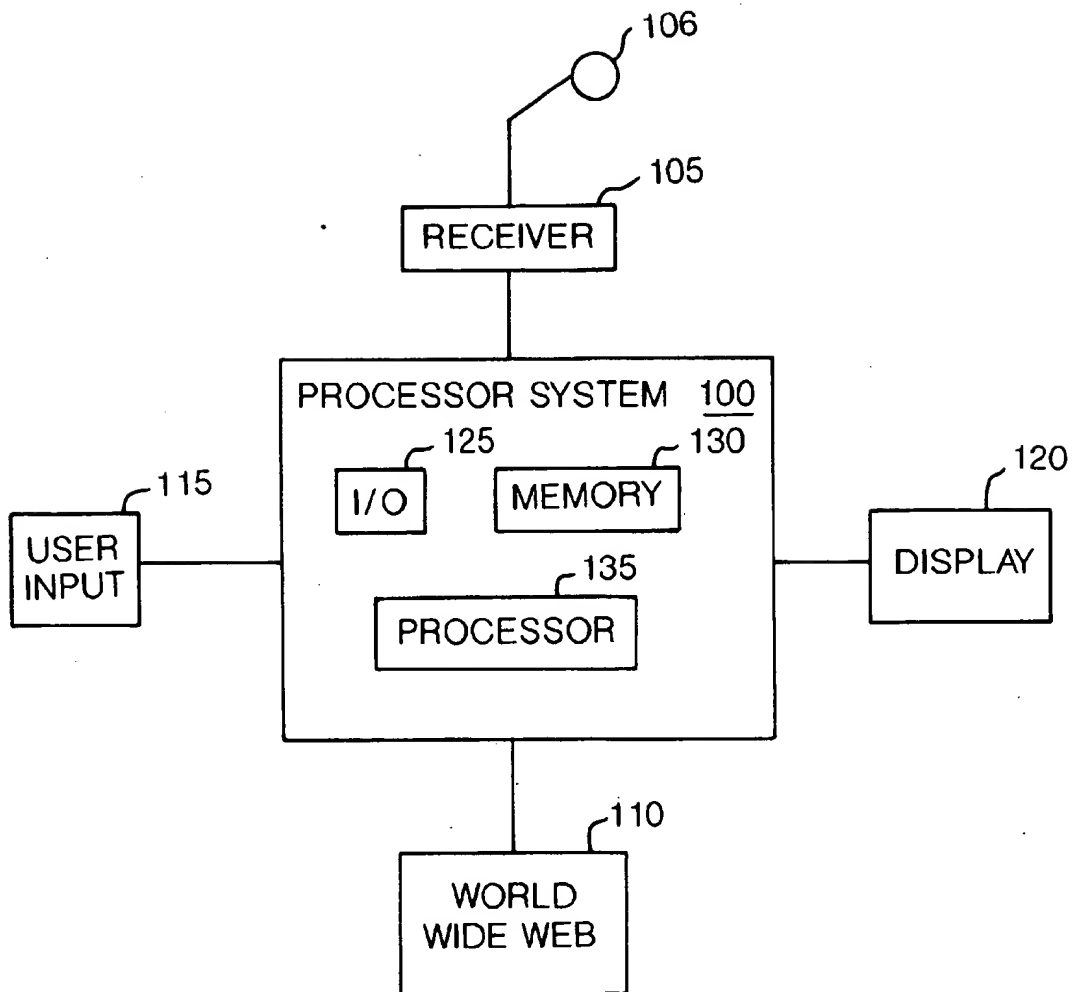 106
105
RECEIVER
PROCESSOR SYSTEM 100
125
130
I/O
MEMORY
115
120
USER
INPUT
DISPLAY
135
PROCESSOR
110
WORLD
WIDE WEB